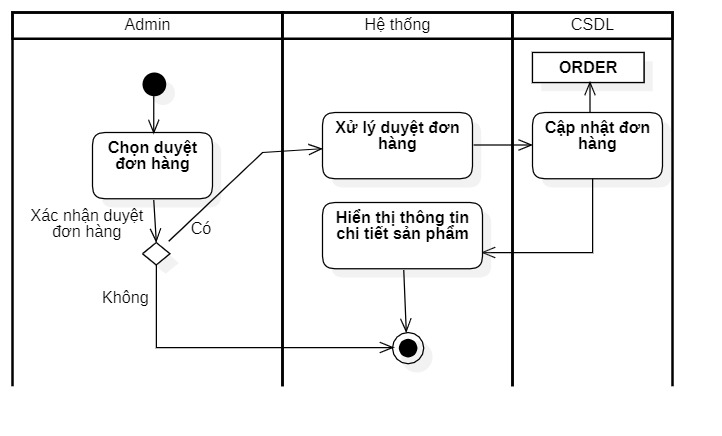 Admin
Hệ thống
CSDL
ORDER
Chọn duyệt
đơn hàng
Xử lý duyệt đơn
hàng
Cập nhật đơn
hàng
Xác nhận duyệt
đơn hàng
Có
Hiển thị thông tin
chi tiết sản phẩm
Không